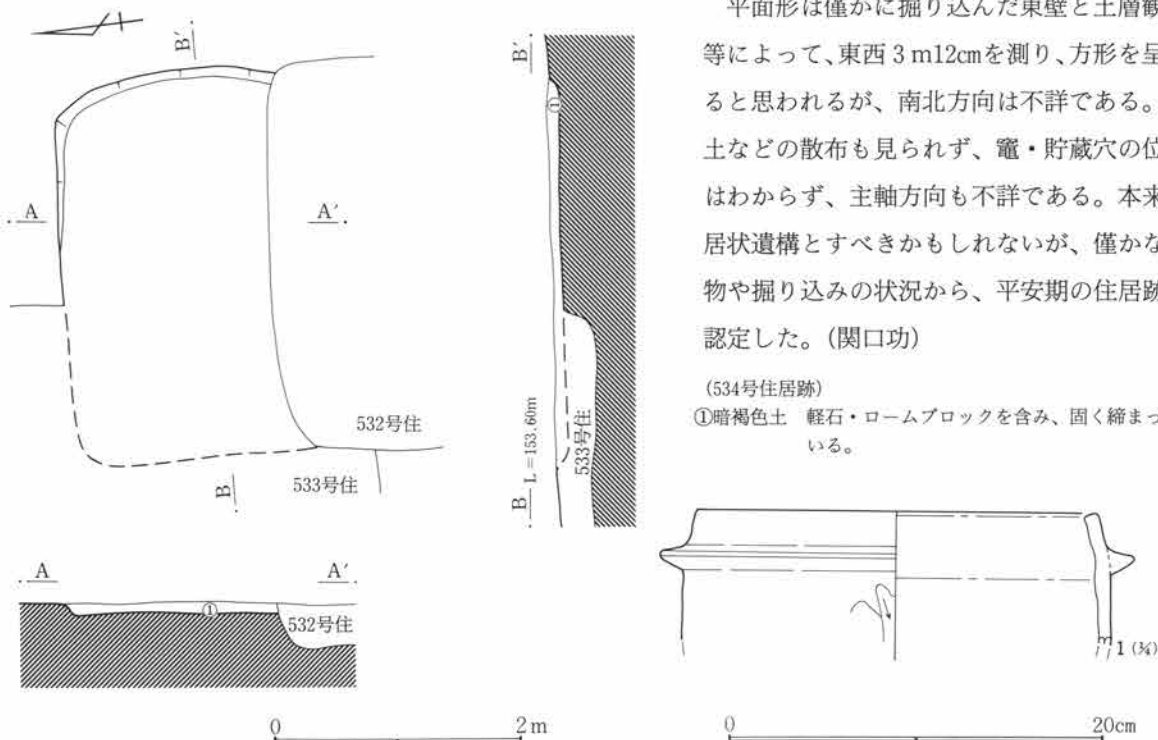 平面形は僅かに掘り込んだ東壁と土層観
等によって、東西3m12cmを測り、方形を呈
ると思われるが、南北方向は不詳である。
土などの散布も見られず、竈・貯蔵穴の位
はわからず、主軸方向も不詳である。本来
居状遺構とすべきかもしれないが、僅かな
物や掘り込みの状況から、平安期の住居跡
認定した。(関口功)
(534号住居跡)
①暗褐色土 軽石・ロームブロックを含み、固く締まっ
いる。
B′
A
A′
532号住
533号住
B
B′
①
B L=153.60m
533号住
A
A′
①
532号住
0 2m
1 (¾)
0 20cm